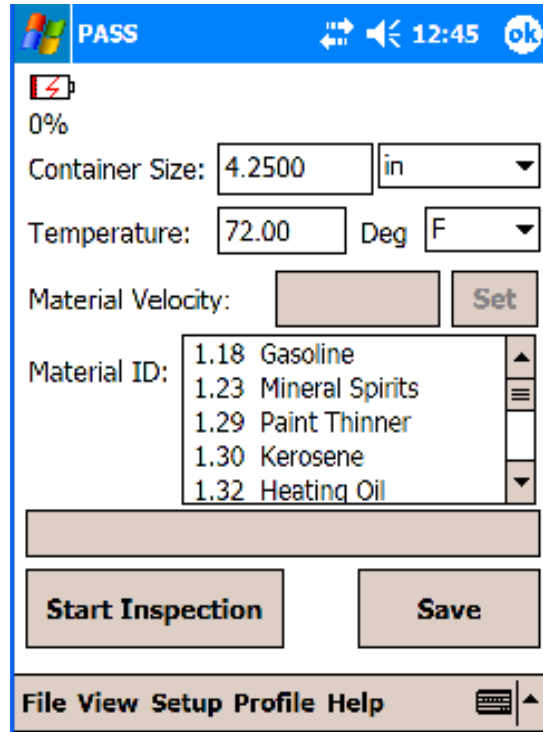 PASS 12:45 ok
0%
Container Size: 4.2500 in
Temperature: 72.00 Deg F
Material Velocity: Set
Material ID:
1.18 Gasoline
1.23 Mineral Spirits
1.29 Paint Thinner
1.30 Kerosene
1.32 Heating Oil
Start Inspection Save
File View Setup Profile Help